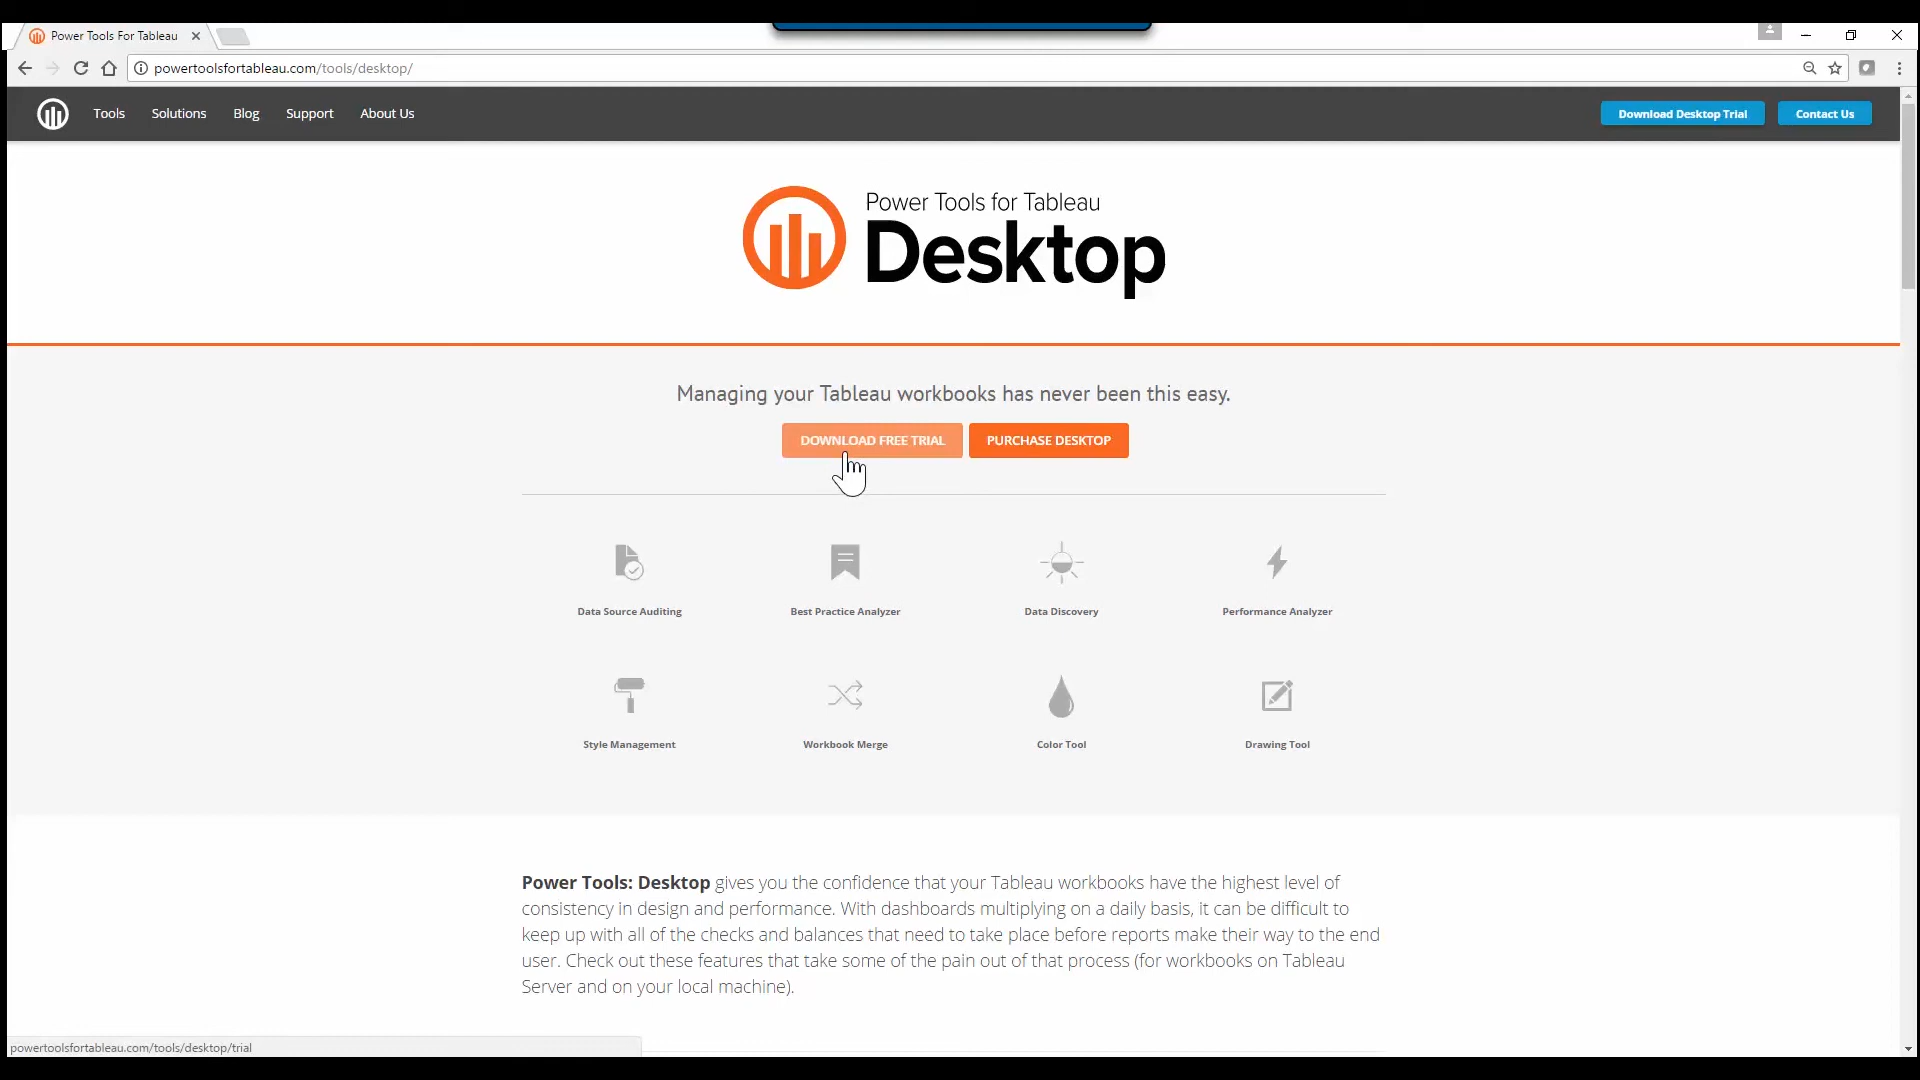 Power Tools For Tableau
powertoolsfortableau.com/tools/desktop/
Tools Solutions Blog Support About Us Download Desktop Trial Contact Us
Power Tools for Tableau
Desktop
Managing your Tableau workbooks has never been this easy.
DOWNLOAD FREE TRIAL PURCHASE DESKTOP
Data Source Auditing Best Practice Analyzer Data Discovery Performance Analyzer
Style Management Workbook Merge Color Tool Drawing Tool
Power Tools: Desktop gives you the confidence that your Tableau workbooks have the highest level of
consistency in design and performance. With dashboards multiplying on a daily basis, it can be difficult to
keep up with all of the checks and balances that need to take place before reports make their way to the end
user. Check out these features that take some of the pain out of that process (for workbooks on Tableau
Server and on your local machine).
powertoolsfortableau.com/tools/desktop/trial